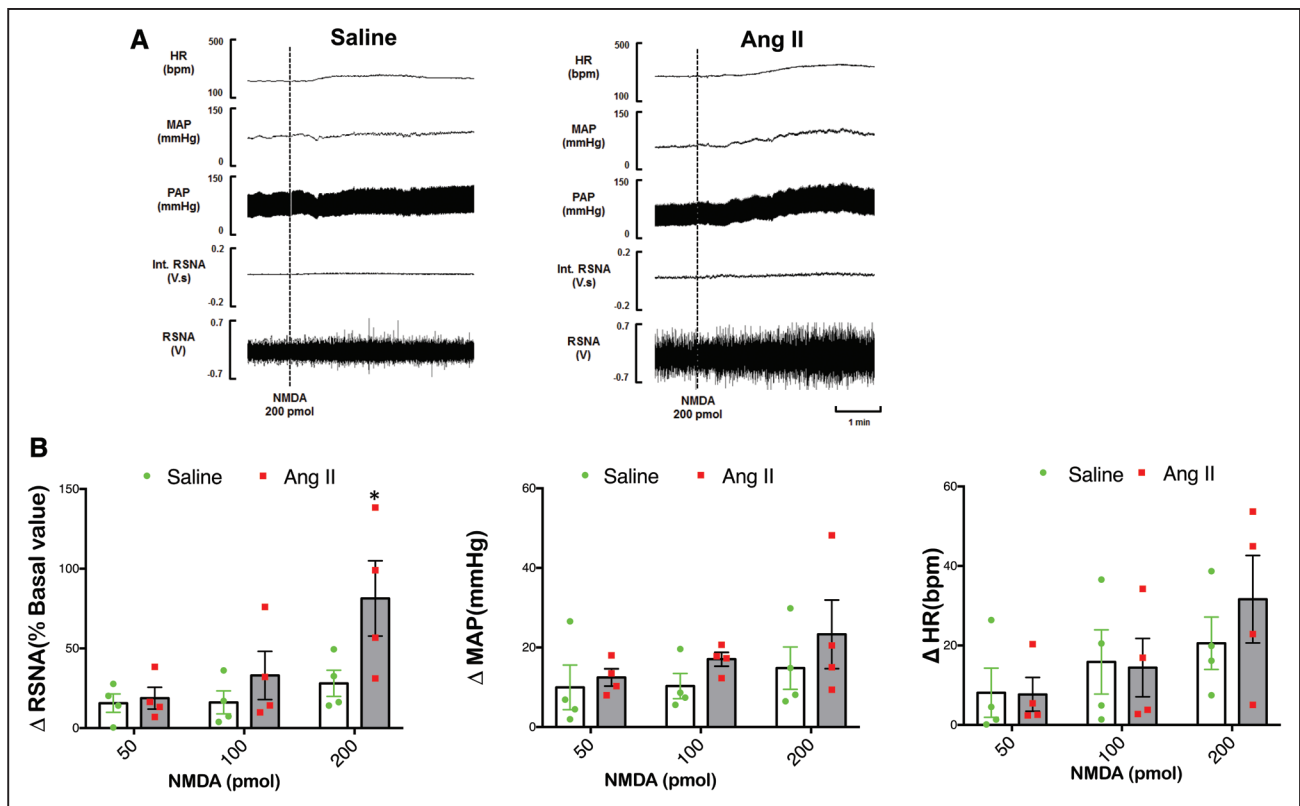 A
Saline
Ang II
HR
(bpm)
500
100
MAP
(mmHg)
150
0
PAP
(mmHg)
150
0
Int. RSNA
(V.s)
0.2
-0.2
RSNA
(V)
0.7
-0.7
NMDA
200 pmol
HR
(bpm)
500
100
MAP
(mmHg)
150
0
PAP
(mmHg)
150
0
Int. RSNA
(V.s)
0.2
-0.2
RSNA
(V)
0.7
-0.7
NMDA
200 pmol
1 min
B
Saline Ang II
Δ RSNA(% Basal value)
150
100
50
0
*
50 100 200
NMDA (pmol)
Saline Ang II
Δ MAP(mmHg)
60
40
20
0
50 100 200
NMDA (pmol)
Saline Ang II
Δ HR(bpm)
60
40
20
0
50 100 200
NMDA (pmol)